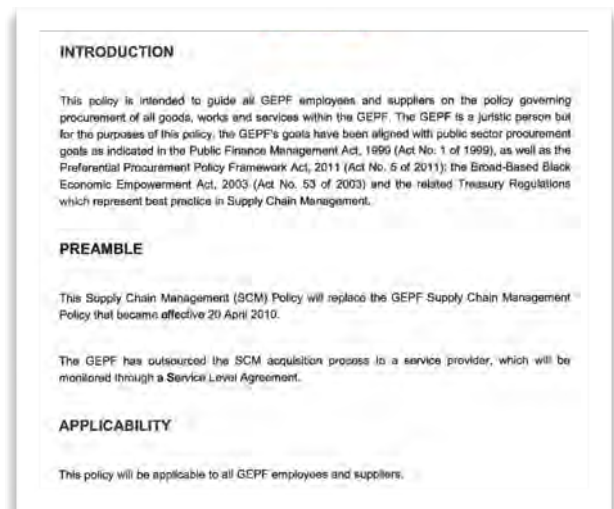 INTRODUCTION
This policy is intended to guide all GEPF employees and suppliers on the policy governing
procurement of all goods, works and services within the GEPF. The GEPF is a juristic person but
for the purposes of this policy, the GEPF's goals have been aligned with public sector procurement
goals as indicated in the Public Finance Management Act, 1999 (Act No. 1 of 1999), as well as the
Preferential Procurement Policy Framework Act, 2011 (Act No. 5 of 2011); the Broad-Based Black
Economic Empowerment Act, 2003 (Act No. 53 of 2003) and the related Treasury Regulations
which represent best practice in Supply Chain Management.
PREAMBLE
This Supply Chain Management (SCM) Policy will replace the GEPF Supply Chain Management
Policy that became effective 20 April 2010.
The GEPF has outsourced the SCM acquisition process to a service provider, which will be
monitored through a Service Level Agreement.
APPLICABILITY
This policy will be applicable to all GEPF employees and suppliers.